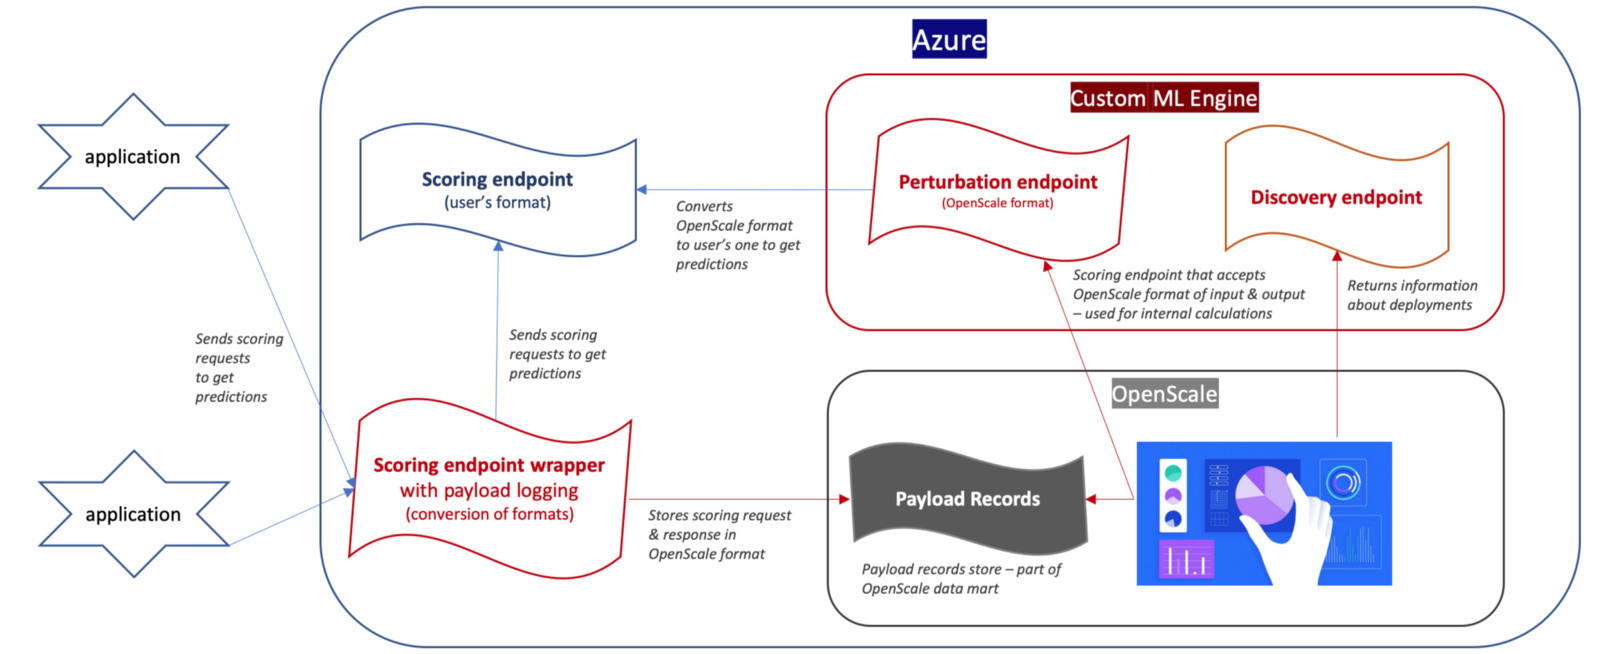 Azure
Custom ML Engine
application
Scoring endpoint
(user's format)
Converts
OpenScale format
to user's one to get
predictions
Perturbation endpoint
(OpenScale format)
Discovery endpoint
Scoring endpoint that accepts
OpenScale format of input & output
– used for internal calculations
Returns information
about deployments
Sends scoring
requests
to get
predictions
Sends scoring
requests to get
predictions
OpenScale
application
Scoring endpoint wrapper
with payload logging
(conversion of formats)
Stores scoring request
& response in
OpenScale format
Payload Records
Payload records store – part of
OpenScale data mart